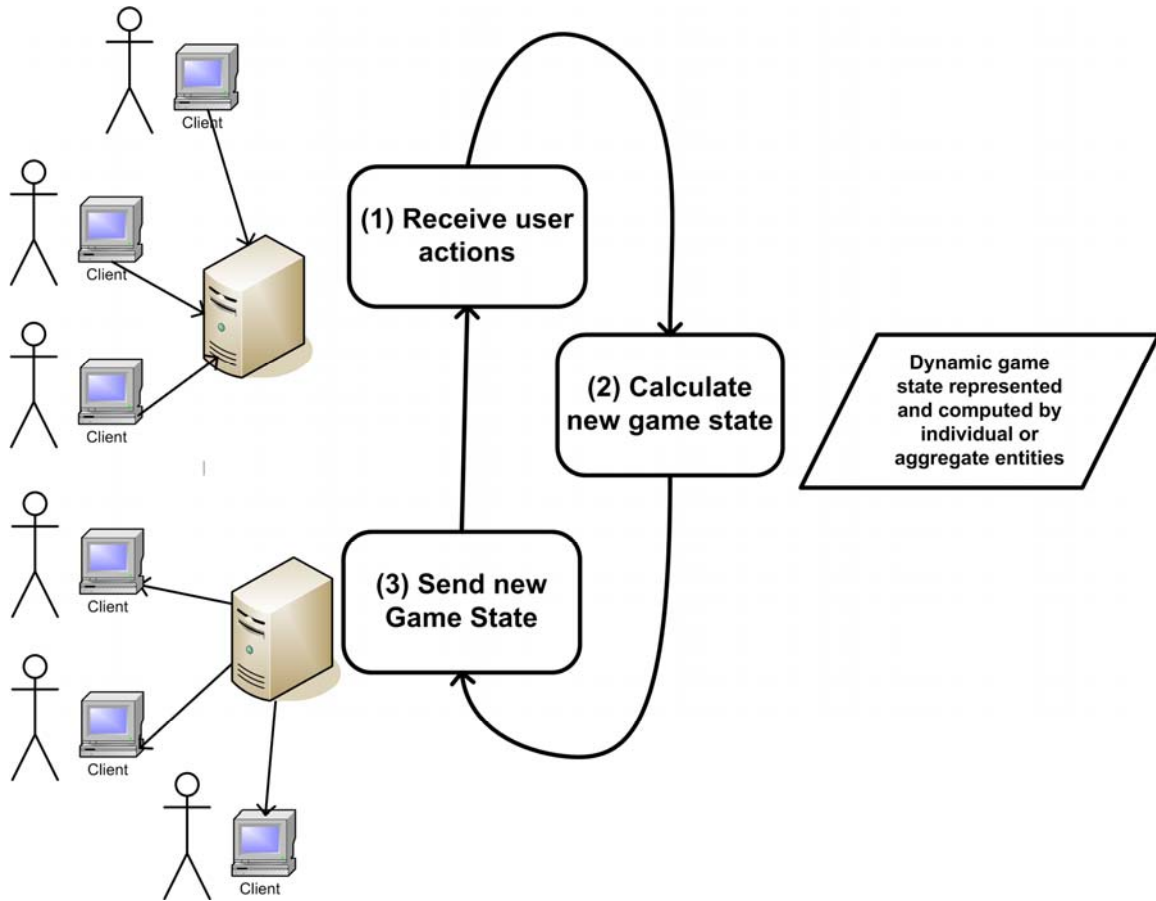 Client
Client
Client
(1) Receive user
actions
(2) Calculate
new game state
Dynamic game
state represented
and computed by
individual or
aggregate entities
(3) Send new
Game State
Client
Client
Client